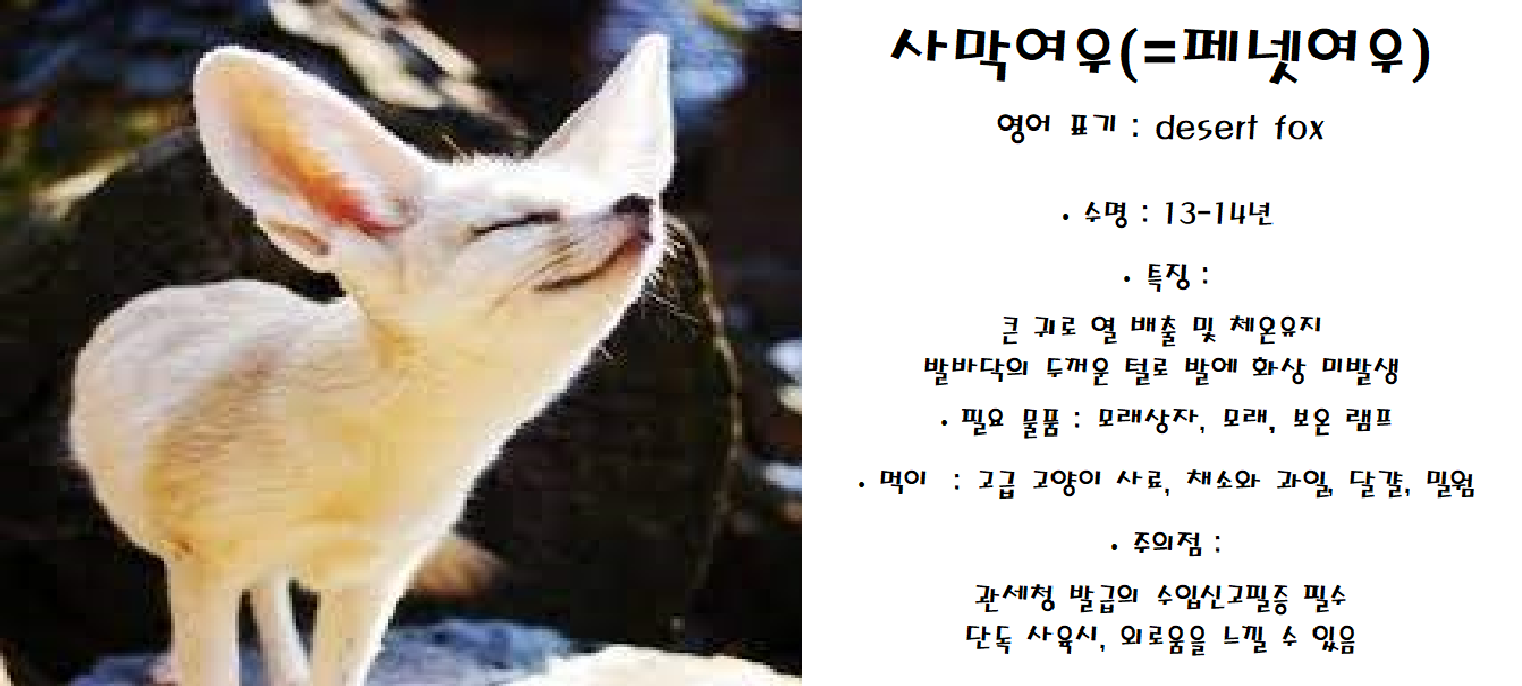 사막여우(=페넷여우)
영어 표기 : desert fox
• 수명 : 13-14년
• 특징 :
큰 귀로 열 배출 및 체온유지
발바닥의 두꺼운 털로 발에 화상 미발생
• 필요 물품 : 모래상자, 모래, 보온 램프
• 먹이 : 고급 고양이 사료, 채소와 과일, 달걀, 밀웜
• 주의점 :
관세청 발급의 수입신고필증 필수
단독 사육시, 외로움을 느낄 수 있음